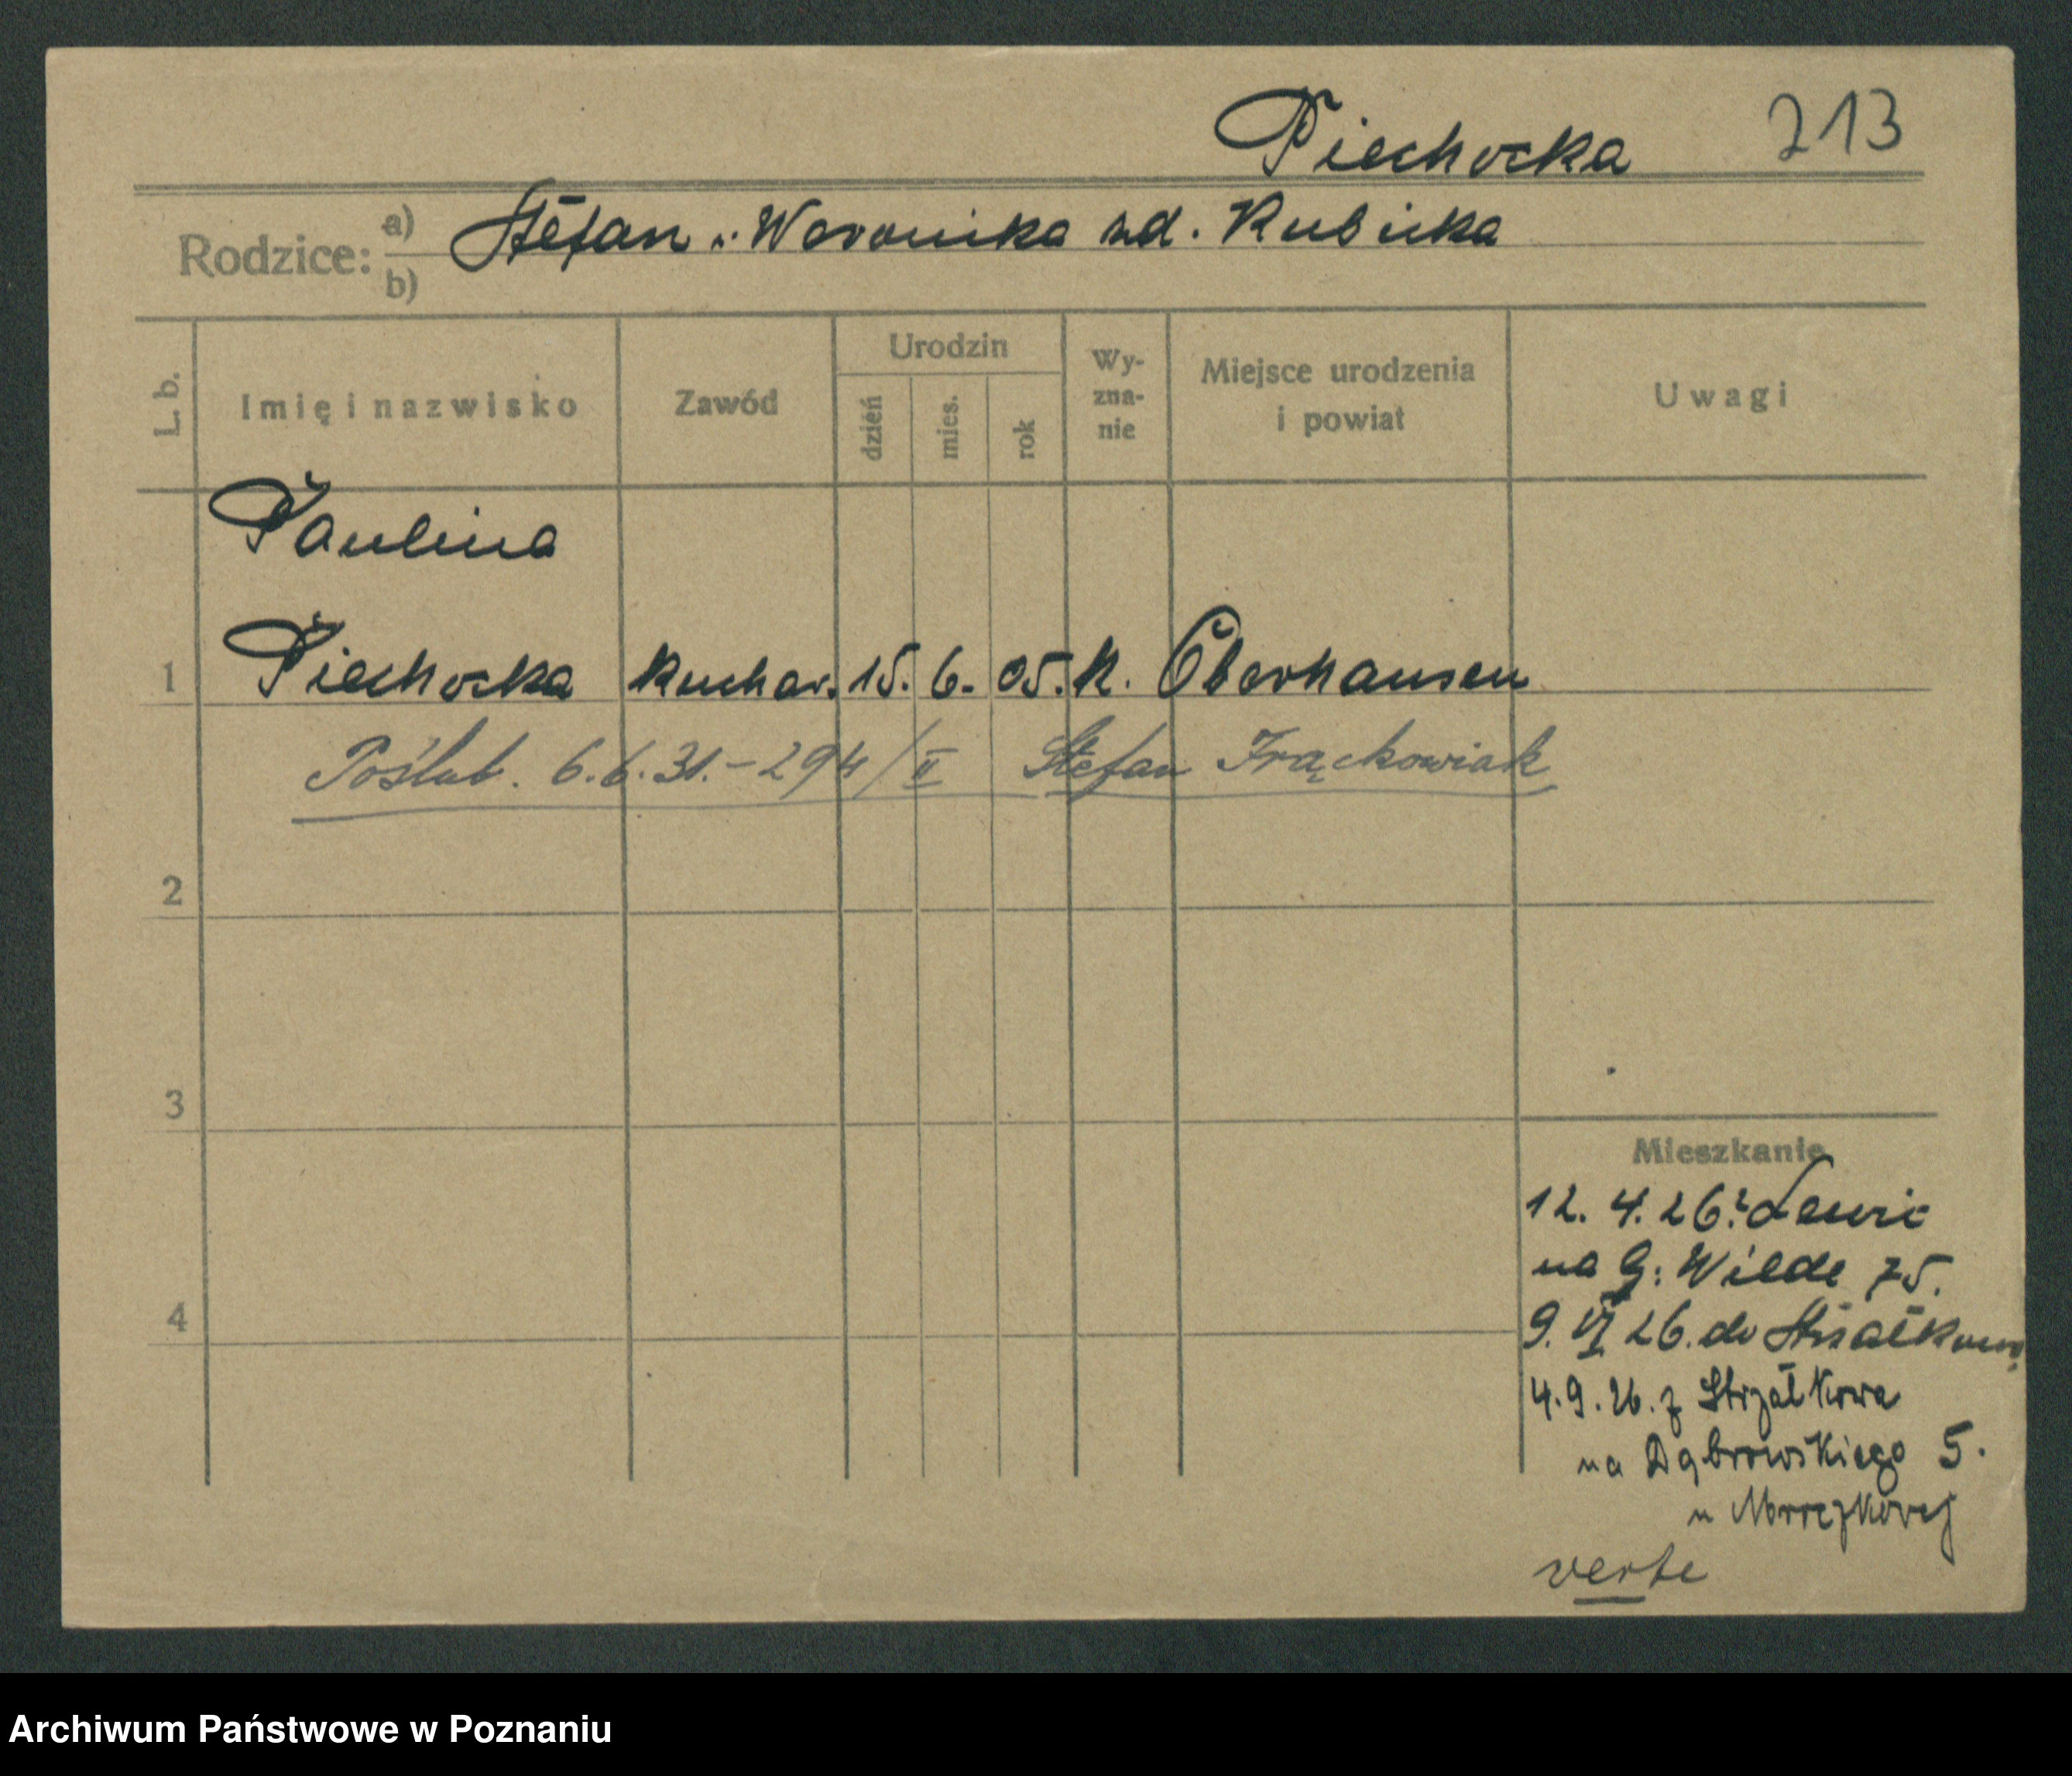 Piechocka 213
Rodzice: a) Stefan i Weronika zd. Kubicka
b)
L. b. Imię i nazwisko Zawód Urodzin dzień mies. rok Wy-zna-nie Miejsce urodzenia i powiat Uwagi
Paulina
1 Piechocka kuchar. 15. 6. 05. k. Oberhausen
Poślub. 6.6.31.-294/II Stefan Frąckowiak
2
3
4
Mieszkanie
12. 4. 26. z
na G: Wilde 75.
9. VI 26. do Strzałkowa
4.9.26. z Strzałkowa
na Dąbrowskiego 5.
u
verte
Archiwum Państwowe w Poznaniu